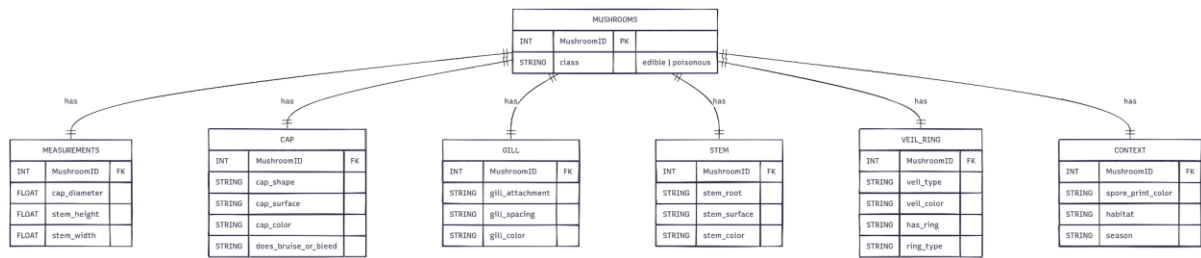 MUSHROOMS
INT MushroomID PK
STRING class edible | poisonous
has has has has has has
MEASUREMENTS
INT MushroomID FK
FLOAT cap_diameter
FLOAT stem_height
FLOAT stem_width
CAP
INT MushroomID FK
STRING cap_shape
STRING cap_surface
STRING cap_color
STRING does_bruise_or_bleed
GILL
INT MushroomID FK
STRING gill_attachment
STRING gill_spacing
STRING gill_color
STEM
INT MushroomID FK
STRING stem_root
STRING stem_surface
STRING stem_color
VEIL_RING
INT MushroomID FK
STRING veil_type
STRING veil_color
STRING has_ring
STRING ring_type
CONTEXT
INT MushroomID FK
STRING spore_print_color
STRING habitat
STRING season